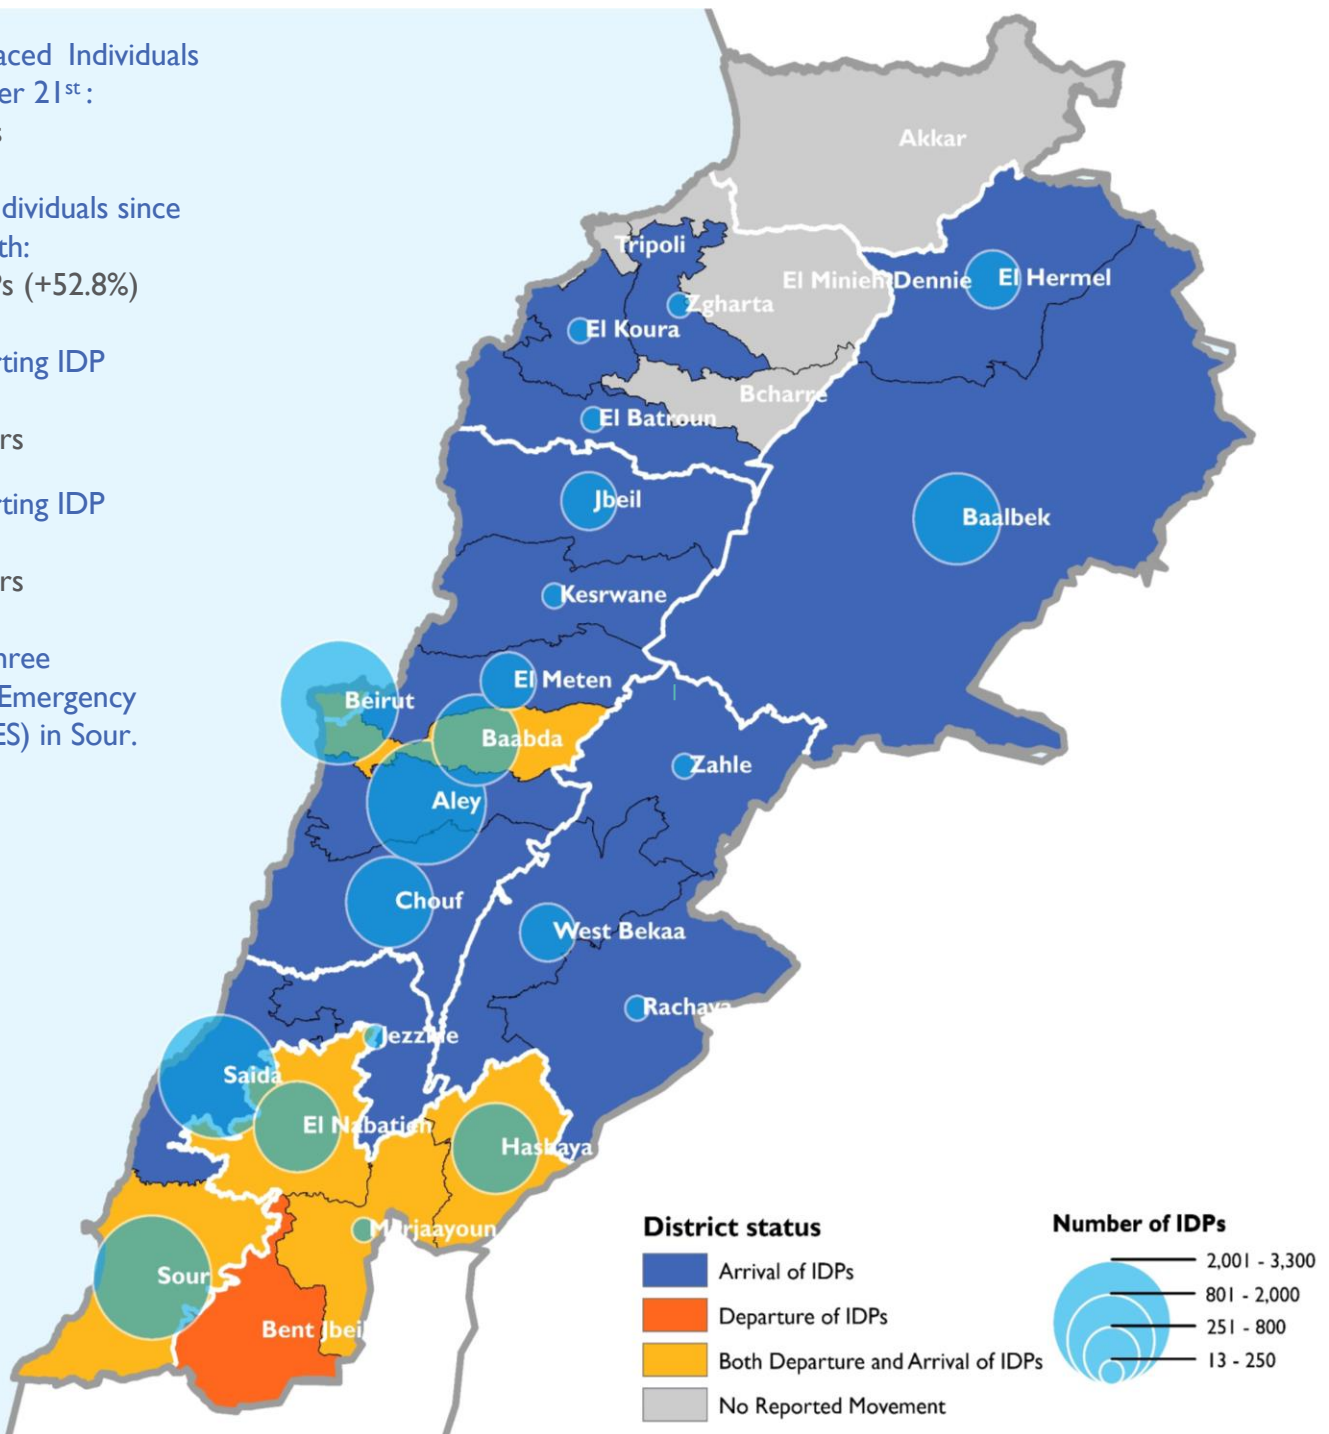 aced Individuals
er 21st :
s
dividuals since
th:
Ps (+52.8%)
rting IDP
rs
rting IDP
rs
hree
Emergency
ES) in Sour.
Akkar
Tripoli
El Minieh Dennie
El Hermel
Zgharta
El Koura
Bcharre
El Batroun
Jbeil
Baalbek
Kesrwane
El Meten
Beirut
Baabda
Zahle
Aley
Chouf
West Bekaa
Rachaya
Jezzine
Saida
El Nabatieh
Hasbaya
Marjaayoun
Sour
Bent Jbeil
District status
Arrival of IDPs
Departure of IDPs
Both Departure and Arrival of IDPs
No Reported Movement
Number of IDPs
2,001 - 3,300
801 - 2,000
251 - 800
13 - 250